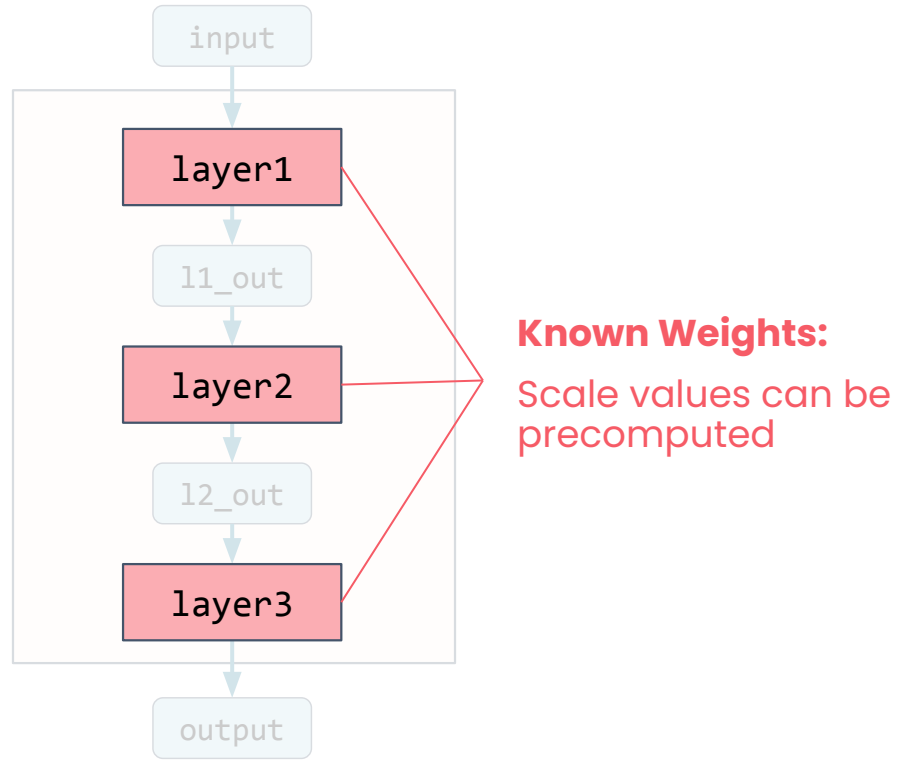 input
layer1
l1_out
layer2
l2_out
layer3
output
Known Weights:
Scale values can be
precomputed